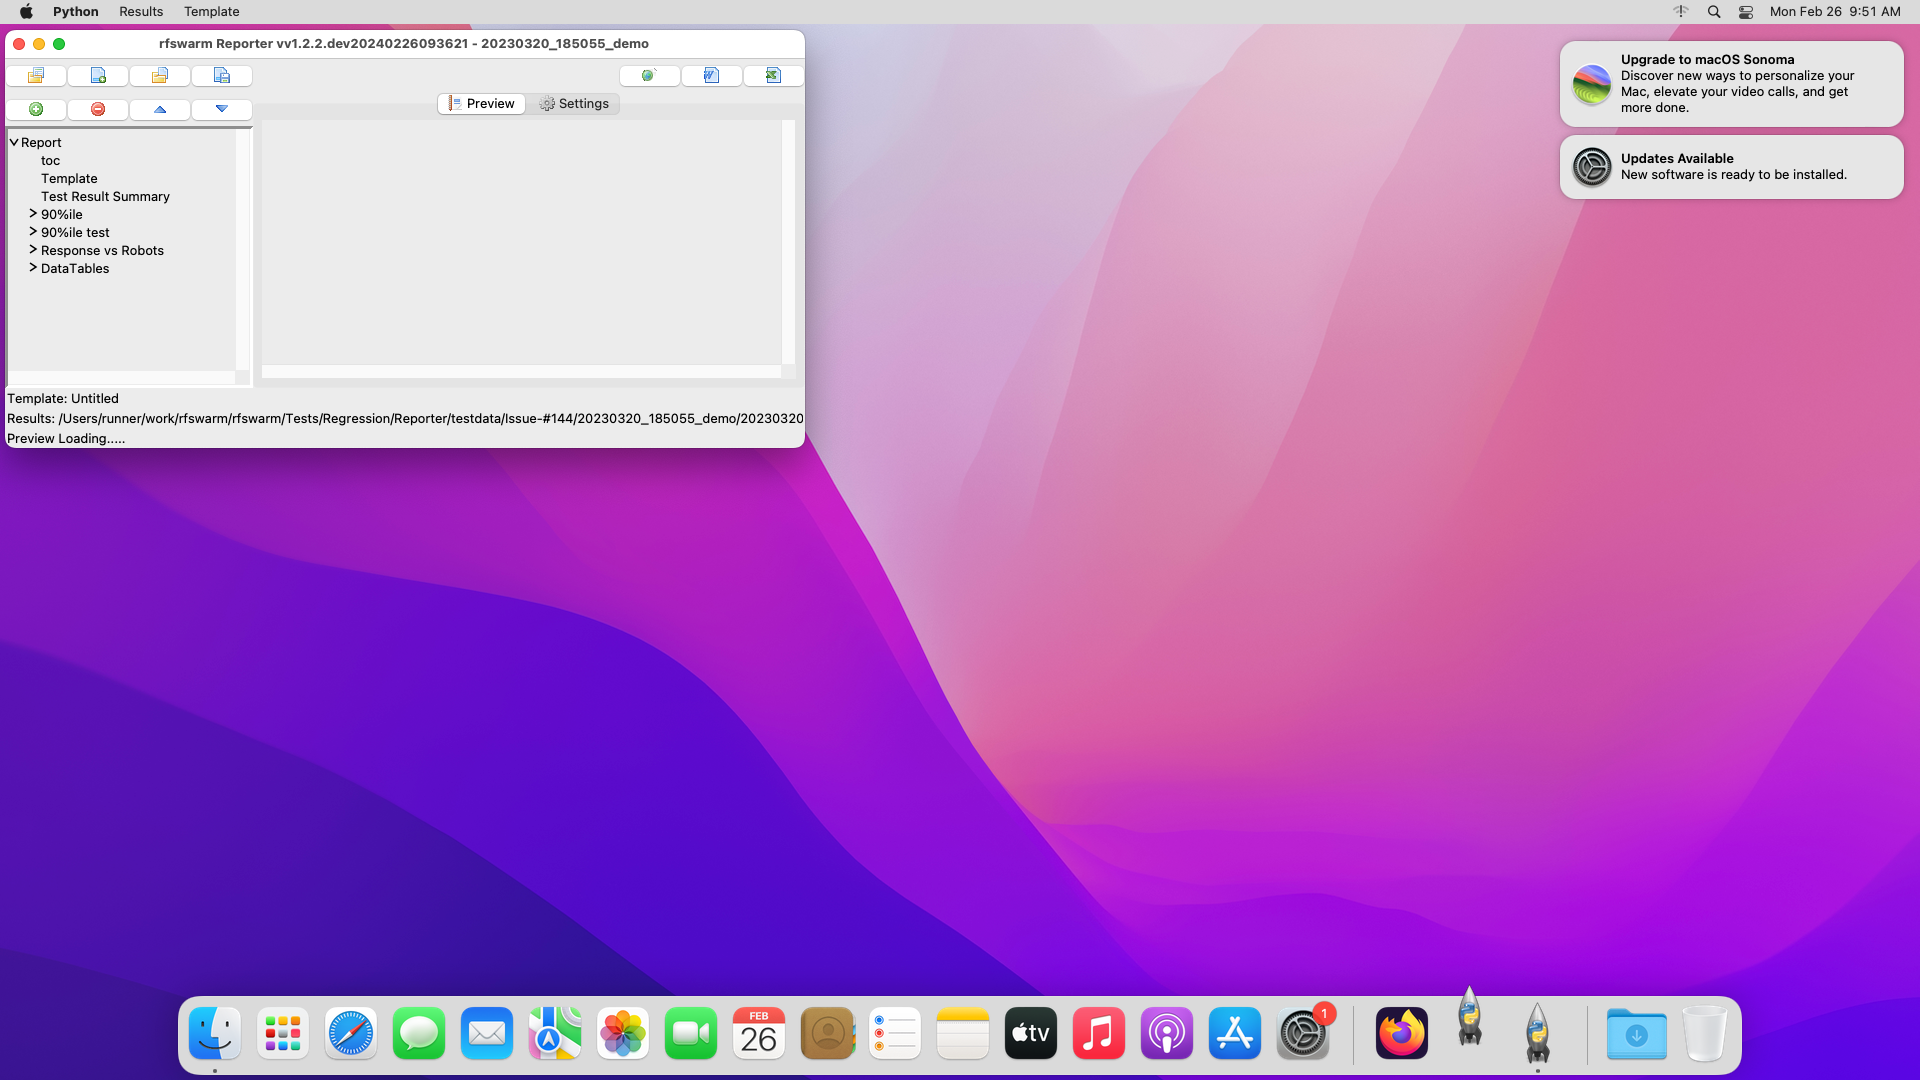 Python Results Template
Mon Feb 26 9:51 AM
rfswarm Reporter vv1.2.2.dev20240226093621 - 20230320_185055_demo
Preview Settings
Report
toc
Template
Test Result Summary
90%ile
90%ile test
Response vs Robots
DataTables
Template: Untitled
Results: /Users/runner/work/rfswarm/rfswarm/Tests/Regression/Reporter/testdata/Issue-#144/20230320_185055_demo/20230320
Preview Loading.....
Upgrade to macOS Sonoma
Discover new ways to personalize your
Mac, elevate your video calls, and get
more done.
Updates Available
New software is ready to be installed.
FEB
26
tv
1